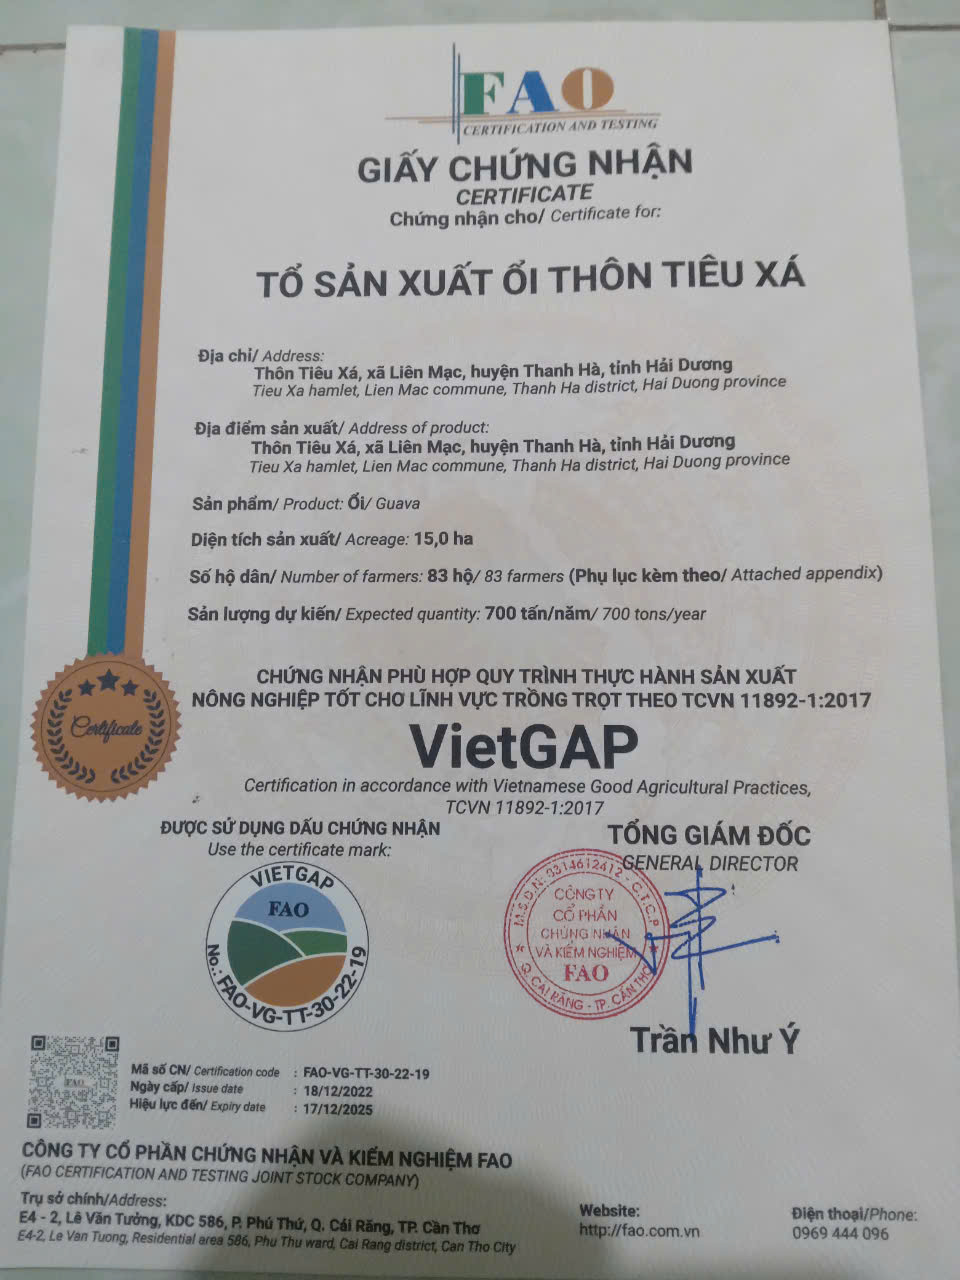 FAO
CERTIFICATION AND TESTING
GIẤY CHỨNG NHẬN
CERTIFICATE
Chứng nhận cho/ Certificate for:
TỔ SẢN XUẤT ỔI THÔN TIÊU XÁ
Địa chỉ/ Address:
Thôn Tiêu Xá, xã Liên Mạc, huyện Thanh Hà, tỉnh Hải Dương
Tieu Xa hamlet, Lien Mac commune, Thanh Ha district, Hai Duong province
Địa điểm sản xuất/ Address of product:
Thôn Tiêu Xá, xã Liên Mạc, huyện Thanh Hà, tỉnh Hải Dương
Tieu Xa hamlet, Lien Mac commune, Thanh Ha district, Hai Duong province
Sản phẩm/ Product: Ổi/ Guava
Diện tích sản xuất/ Acreage: 15,0 ha
Số hộ dân/ Number of farmers: 83 hộ/ 83 farmers (Phụ lục kèm theo/ Attached appendix)
Sản lượng dự kiến/ Expected quantity: 700 tấn/năm/ 700 tons/year
Certificate
CHỨNG NHẬN PHÙ HỢP QUY TRÌNH THỰC HÀNH SẢN XUẤT
NÔNG NGHIỆP TỐT CHO LĨNH VỰC TRỒNG TRỌT THEO TCVN 11892-1:2017
VietGAP
Certification in accordance with Vietnamese Good Agricultural Practices,
TCVN 11892-1:2017
ĐƯỢC SỬ DỤNG DẤU CHỨNG NHẬN
Use the certificate mark:
VIETGAP
FAO
No.: FAO-VG-TT-30-22-19
TỔNG GIÁM ĐỐC
GENERAL DIRECTOR
M.S.D.N: 0314612412 - C.T.C.P
CÔNG TY
CỔ PHẦN
CHỨNG NHẬN
VÀ KIỂM NGHIỆM
FAO
Q. CÁI RĂNG - TP. CẦN THƠ
Trần Như Ý
FAO
Mã số CN/ Certification code : FAO-VG-TT-30-22-19
Ngày cấp/ Issue date : 18/12/2022
Hiệu lực đến/ Expiry date : 17/12/2025
CÔNG TY CỔ PHẦN CHỨNG NHẬN VÀ KIỂM NGHIỆM FAO
(FAO CERTIFICATION AND TESTING JOINT STOCK COMPANY)
Trụ sở chính/Address:
E4 - 2, Lê Văn Tưởng, KDC 586, P. Phú Thứ, Q. Cái Răng, TP. Cần Thơ
E4-2, Le Van Tuong, Residential area 586, Phu Thu ward, Cai Rang district, Can Tho City
Website:
http://fao.com.vn
Điện thoại/Phone:
0969 444 096